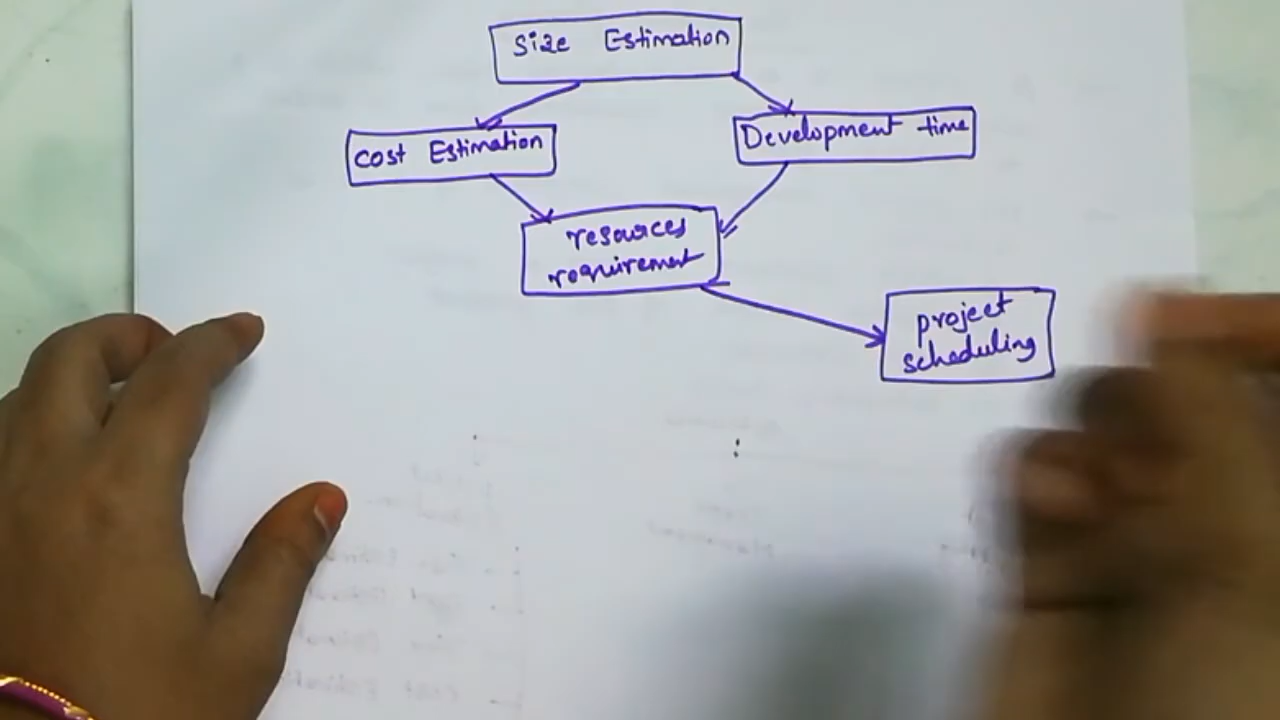 Size Estimation
Cost Estimation
Development time
resources
requirement
project
scheduling